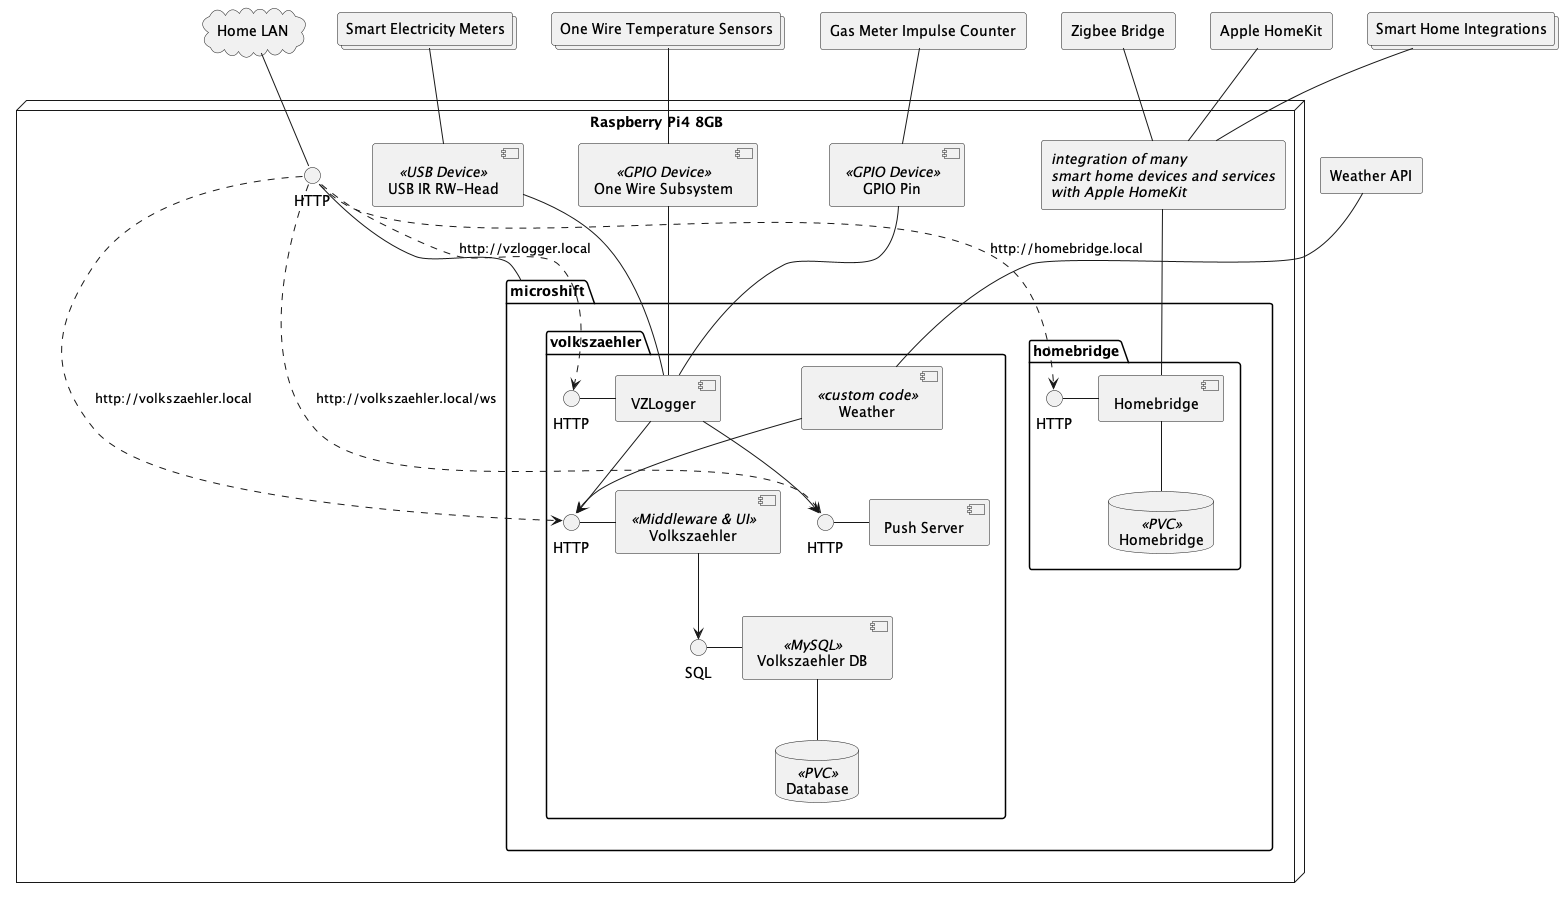 Home LAN
Smart Electricity Meters
One Wire Temperature Sensors
Gas Meter Impulse Counter
Zigbee Bridge
Apple HomeKit
Smart Home Integrations
Raspberry Pi4 8GB
HTTP
«USB Device»
USB IR RW-Head
«GPIO Device»
One Wire Subsystem
«GPIO Device»
GPIO Pin
integration of many
smart home devices and services
with Apple HomeKit
Weather API
http://vzlogger.local
http://homebridge.local
microshift
volkszaehler
homebridge
http://volkszaehler.local
http://volkszaehler.local/ws
HTTP
VZLogger
«custom code»
Weather
HTTP
Homebridge
HTTP
«Middleware & UI»
Volkszaehler
HTTP
Push Server
«PVC»
Homebridge
SQL
«MySQL»
Volkszaehler DB
«PVC»
Database